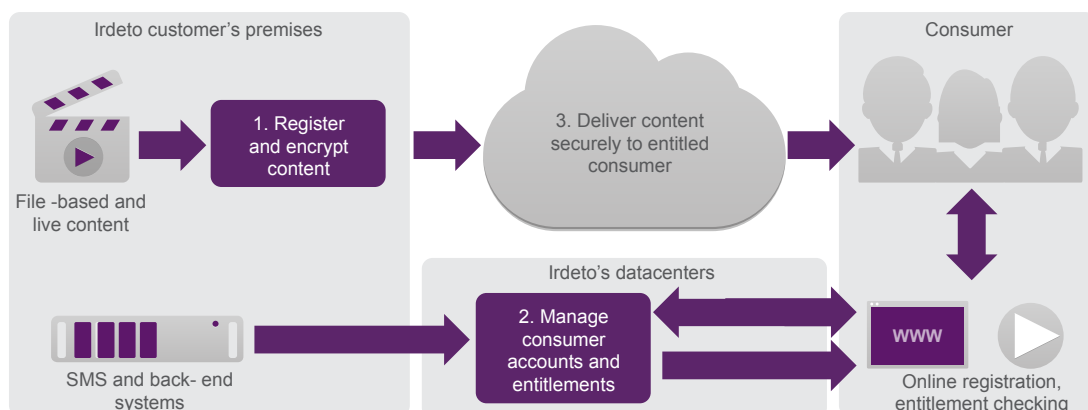 Irdeto customer's premises
Consumer
1. Register
and encrypt
content
3. Deliver content
securely to entitled
consumer
File -based and
live content
Irdeto's datacenters
2. Manage
consumer
accounts and
entitlements
WWW
SMS and back- end
systems
Online registration,
entitlement checking